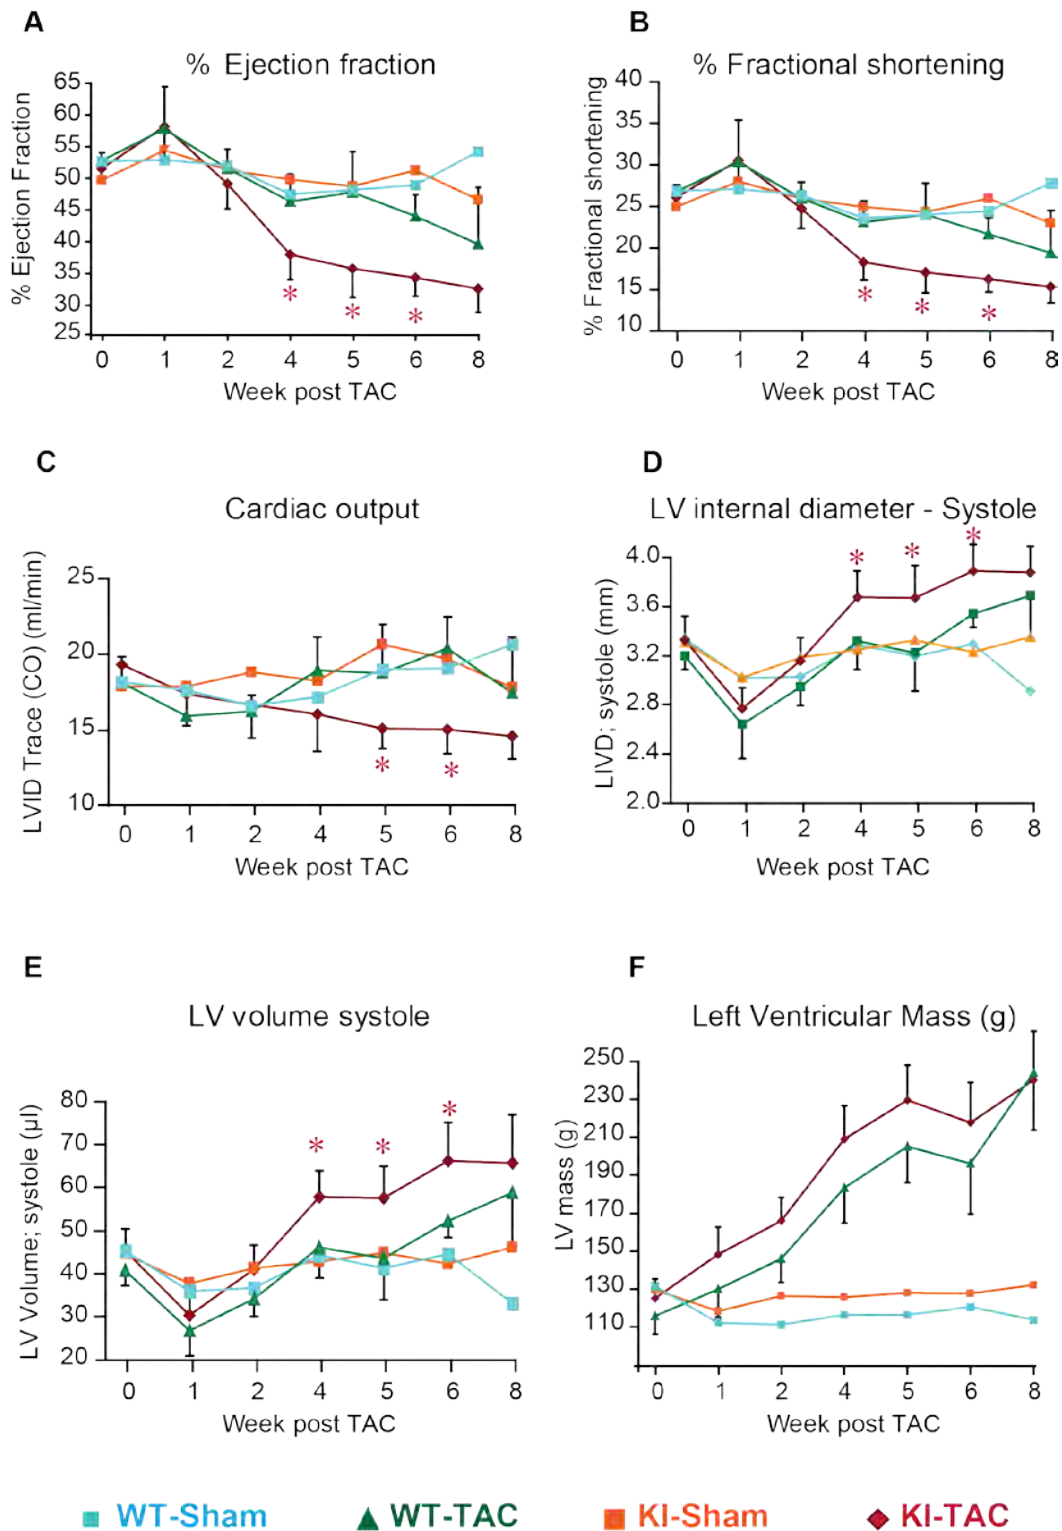 A
% Ejection fraction
% Ejection Fraction
65
60
55
50
45
40
35
30
25
0 1 2 4 5 6 8
* * *
Week post TAC
B
% Fractional shortening
% Fractional shortening
40
35
30
25
20
15
10
0 1 2 4 5 6 8
* * *
Week post TAC
C
Cardiac output
LVID Trace (CO) (ml/min)
25
20
15
10
0 1 2 4 5 6 8
* *
Week post TAC
D
LV internal diameter - Systole
LIVD; systole (mm)
4.0
3.6
3.2
2.8
2.4
2.0
0 1 2 4 5 6 8
* * *
Week post TAC
E
LV volume systole
LV Volume; systole (µl)
80
70
60
50
40
30
20
0 1 2 4 5 6 8
* * *
Week post TAC
F
Left Ventricular Mass (g)
LV mass (g)
250
230
210
190
170
150
130
110
0 1 2 4 5 6 8
Week post TAC
WT-Sham WT-TAC KI-Sham KI-TAC